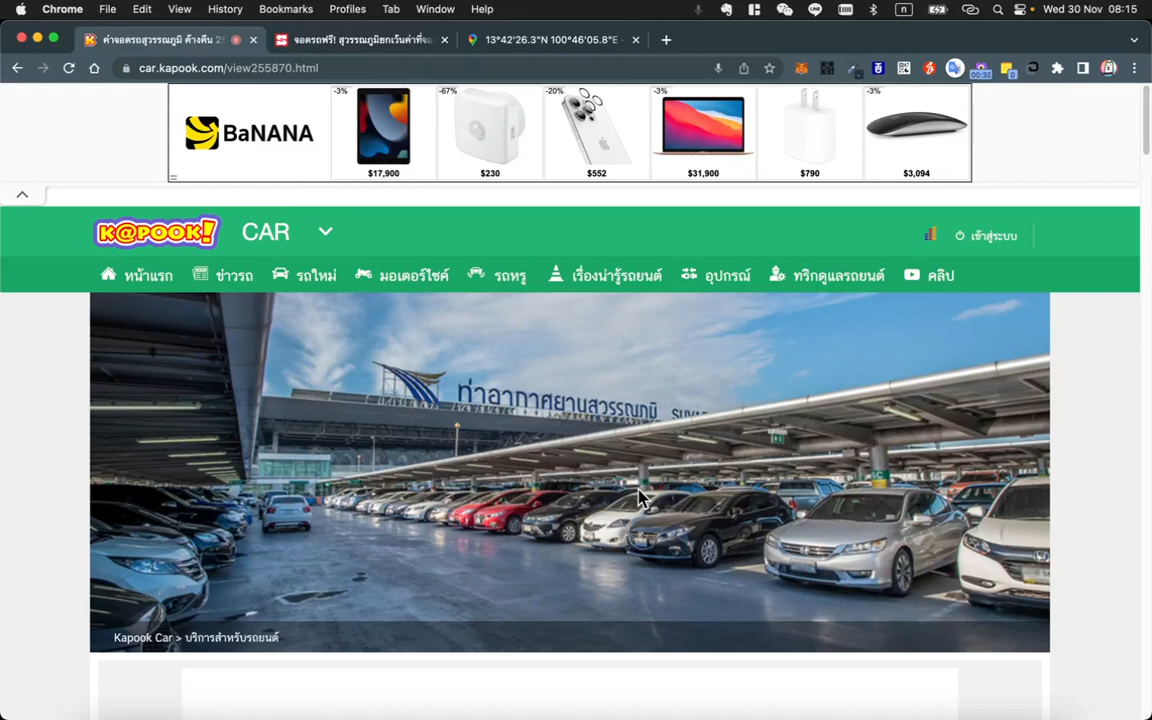 Chrome File Edit View History Bookmarks Profiles Tab Window Help
Wed 30 Nov 08:15
ค่าจอดรถสุวรรณภูมิ ค้างคืน 25
จอดรถฟรี! สุวรรณภูมิยกเว้นค่าที่จอ
13°42'26.3"N 100°46'05.8"E -
car.kapook.com/view255870.html
00:32
0
BaNANA
-3%
-67%
-20%
-3%
-3%
$17,900
$230
$552
$31,900
$790
$3,094
K@POOK!
CAR
เข้าสู่ระบบ
หน้าแรก ข่าวรถ รถใหม่ มอเตอร์ไซค์ รถหรู เรื่องน่ารู้รถยนต์ อุปกรณ์ ทริกดูแลรถยนต์ คลิป
ท่าอากาศยานสุวรรณภูมิ
Kapook Car > บริการสำหรับรถยนต์